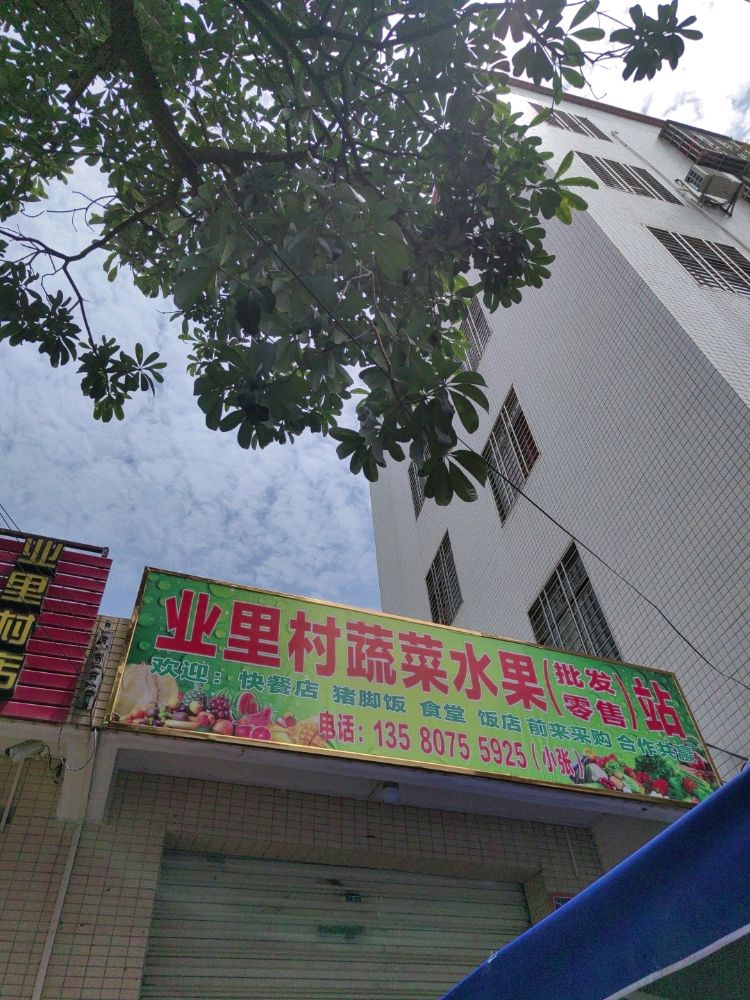 业里村店
业里村蔬菜水果(批发零售)站
欢迎：快餐店 猪脚饭 食堂 饭店 前来采购 合作共赢
电话：135 8075 5925（小张）